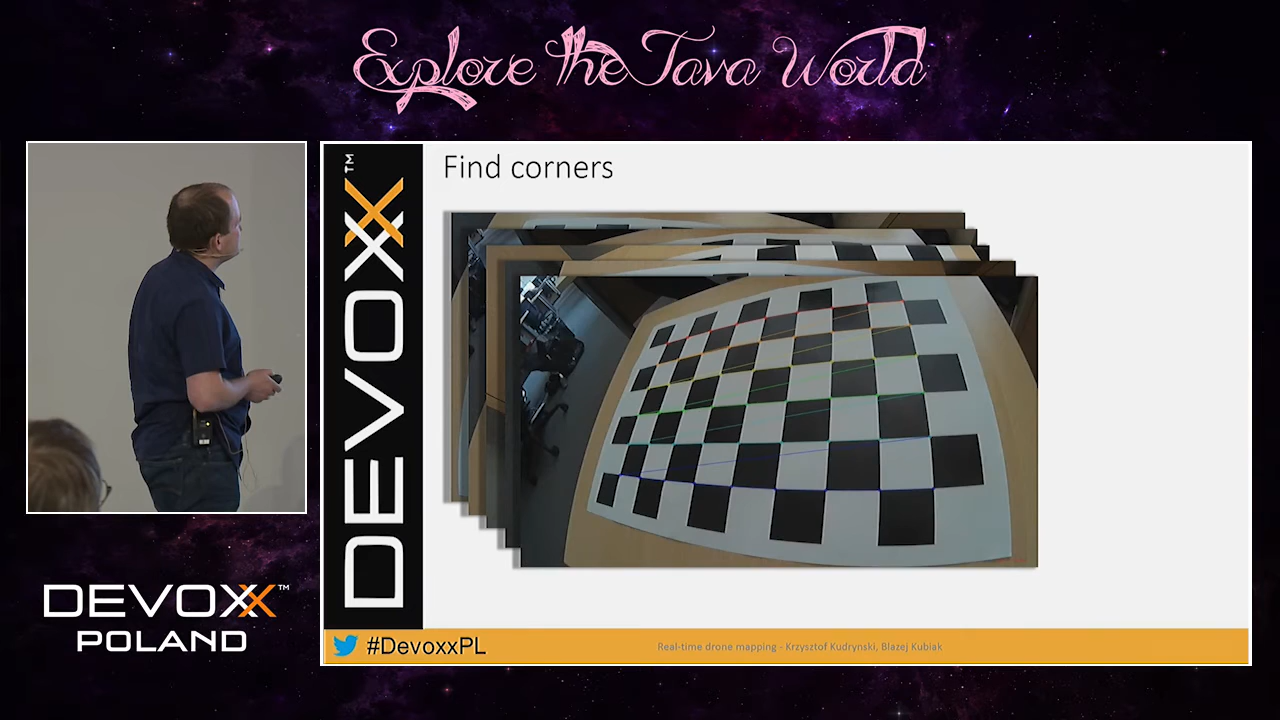 Explore the Java World
DEVOXX™
Find corners
#DevoxxPL
Real-time drone mapping - Krzysztof Kudrynski, Blazej Kubiak
DEVOXX™
POLAND